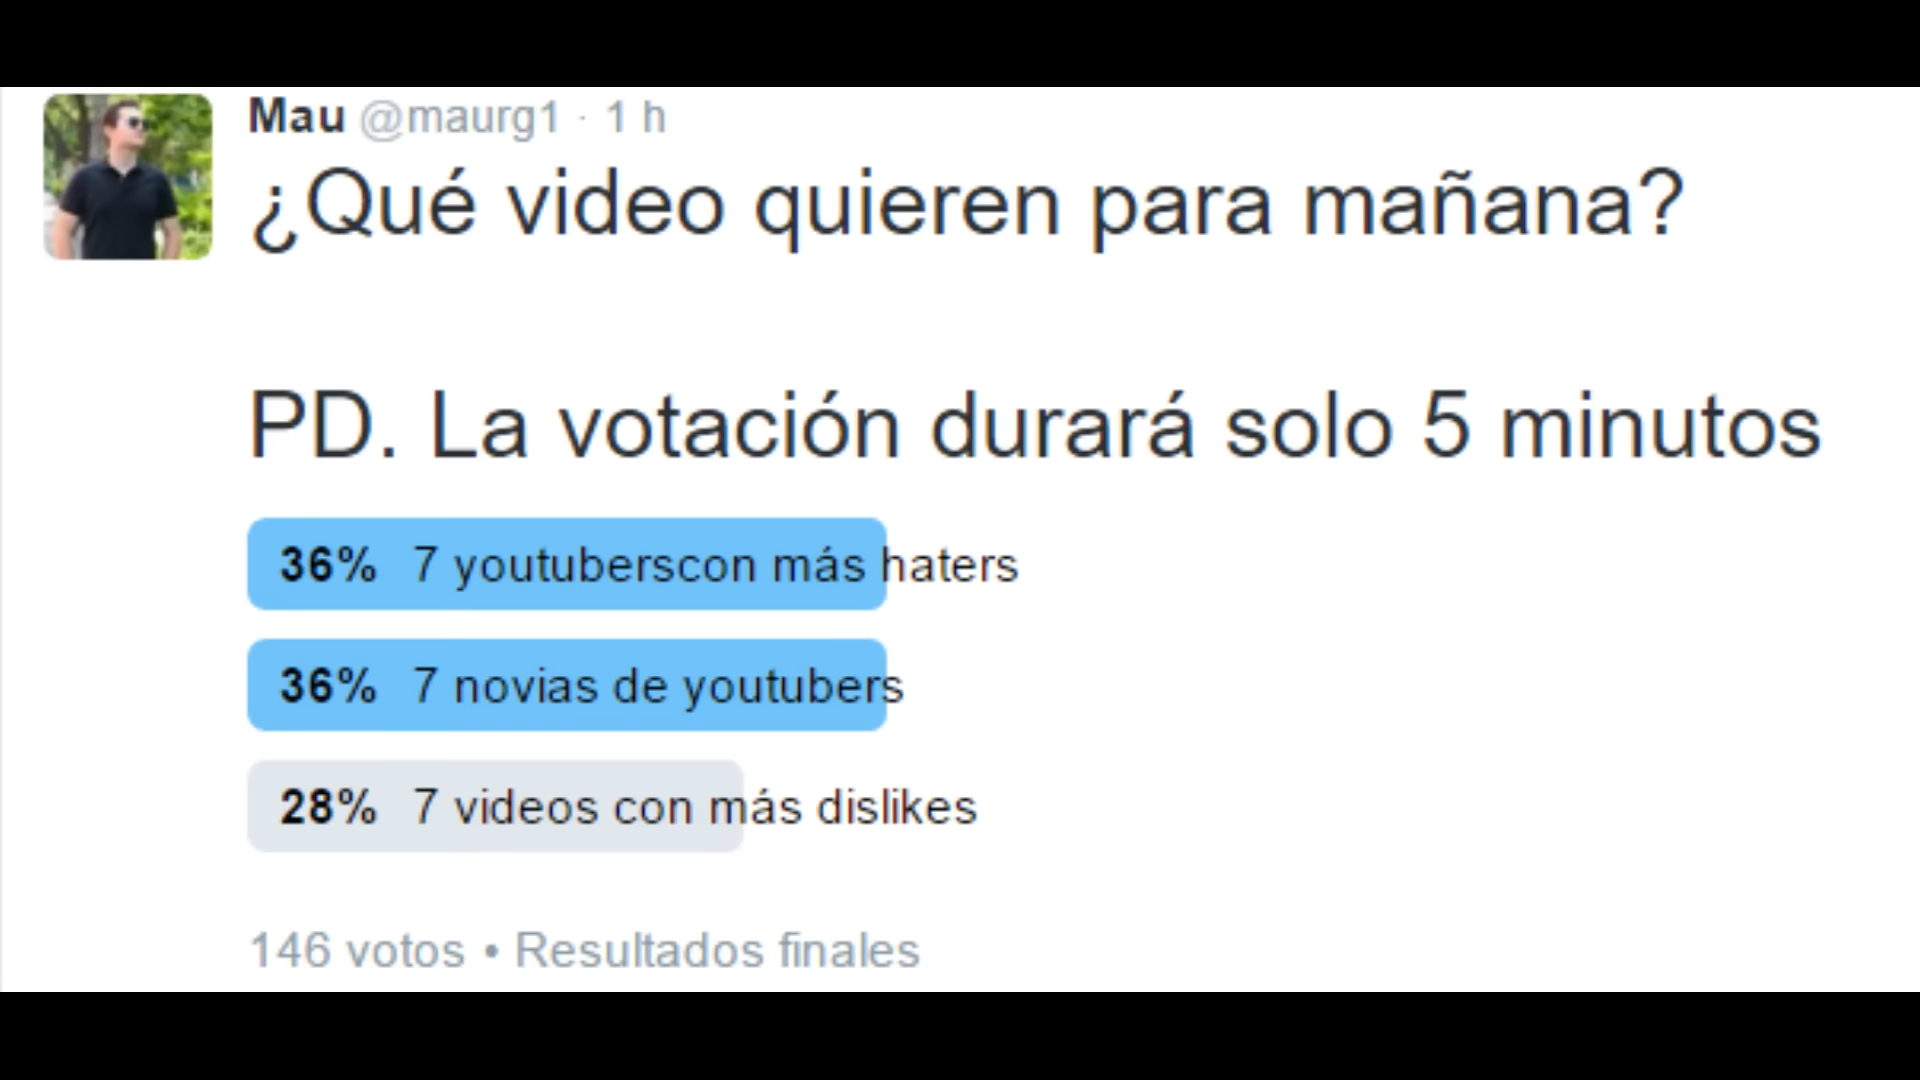 Mau @maurg1 · 1 h
¿Qué video quieren para mañana?
PD. La votación durará solo 5 minutos
36% 7 youtuberscon más haters
36% 7 novias de youtubers
28% 7 videos con más dislikes
146 votos • Resultados finales